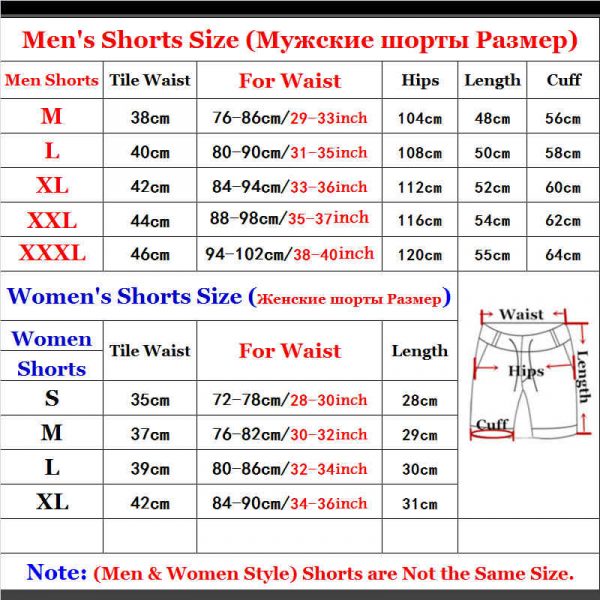 Men's Shorts Size (Мужские шорты Размер)
Men Shorts Tile Waist For Waist Hips Length Cuff
M 38cm 76-86cm/29-33inch 104cm 48cm 56cm
L 40cm 80-90cm/31-35inch 108cm 50cm 58cm
XL 42cm 84-94cm/33-36inch 112cm 52cm 60cm
XXL 44cm 88-98cm/35-37inch 116cm 54cm 62cm
XXXL 46cm 94-102cm/38-40inch 120cm 55cm 64cm
Women's Shorts Size (Женские шорты Размер)
Women
Shorts Tile Waist For Waist Length
S 35cm 72-78cm/28-30inch 28cm
M 37cm 76-82cm/30-32inch 29cm
L 39cm 80-86cm/32-34inch 30cm
XL 42cm 84-90cm/34-36inch 31cm
Waist
Hips
Length
Cuff
Note: (Men & Women Style) Shorts are Not the Same Size.